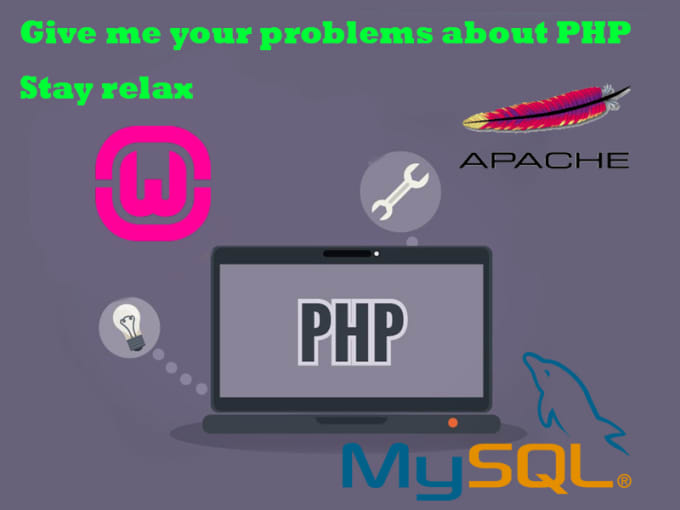 Give me your problems about PHP
Stay relax
W
APACHE
PHP
MySQL®